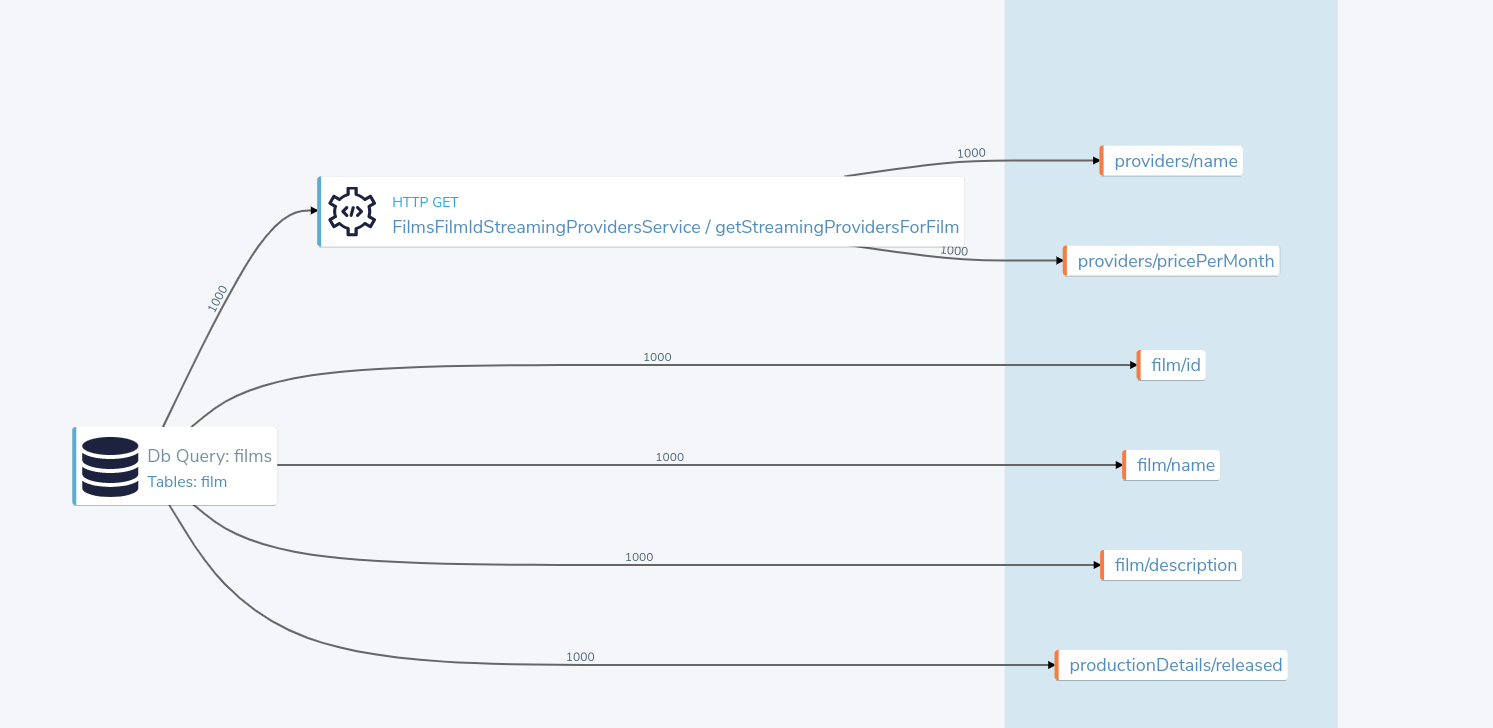 1000
providers/name
HTTP GET
FilmsFilmIdStreamingProvidersService / getStreamingProvidersForFilm
1000
providers/pricePerMonth
1000
1000
film/id
Db Query: films
Tables: film
1000
film/name
1000
film/description
1000
productionDetails/released